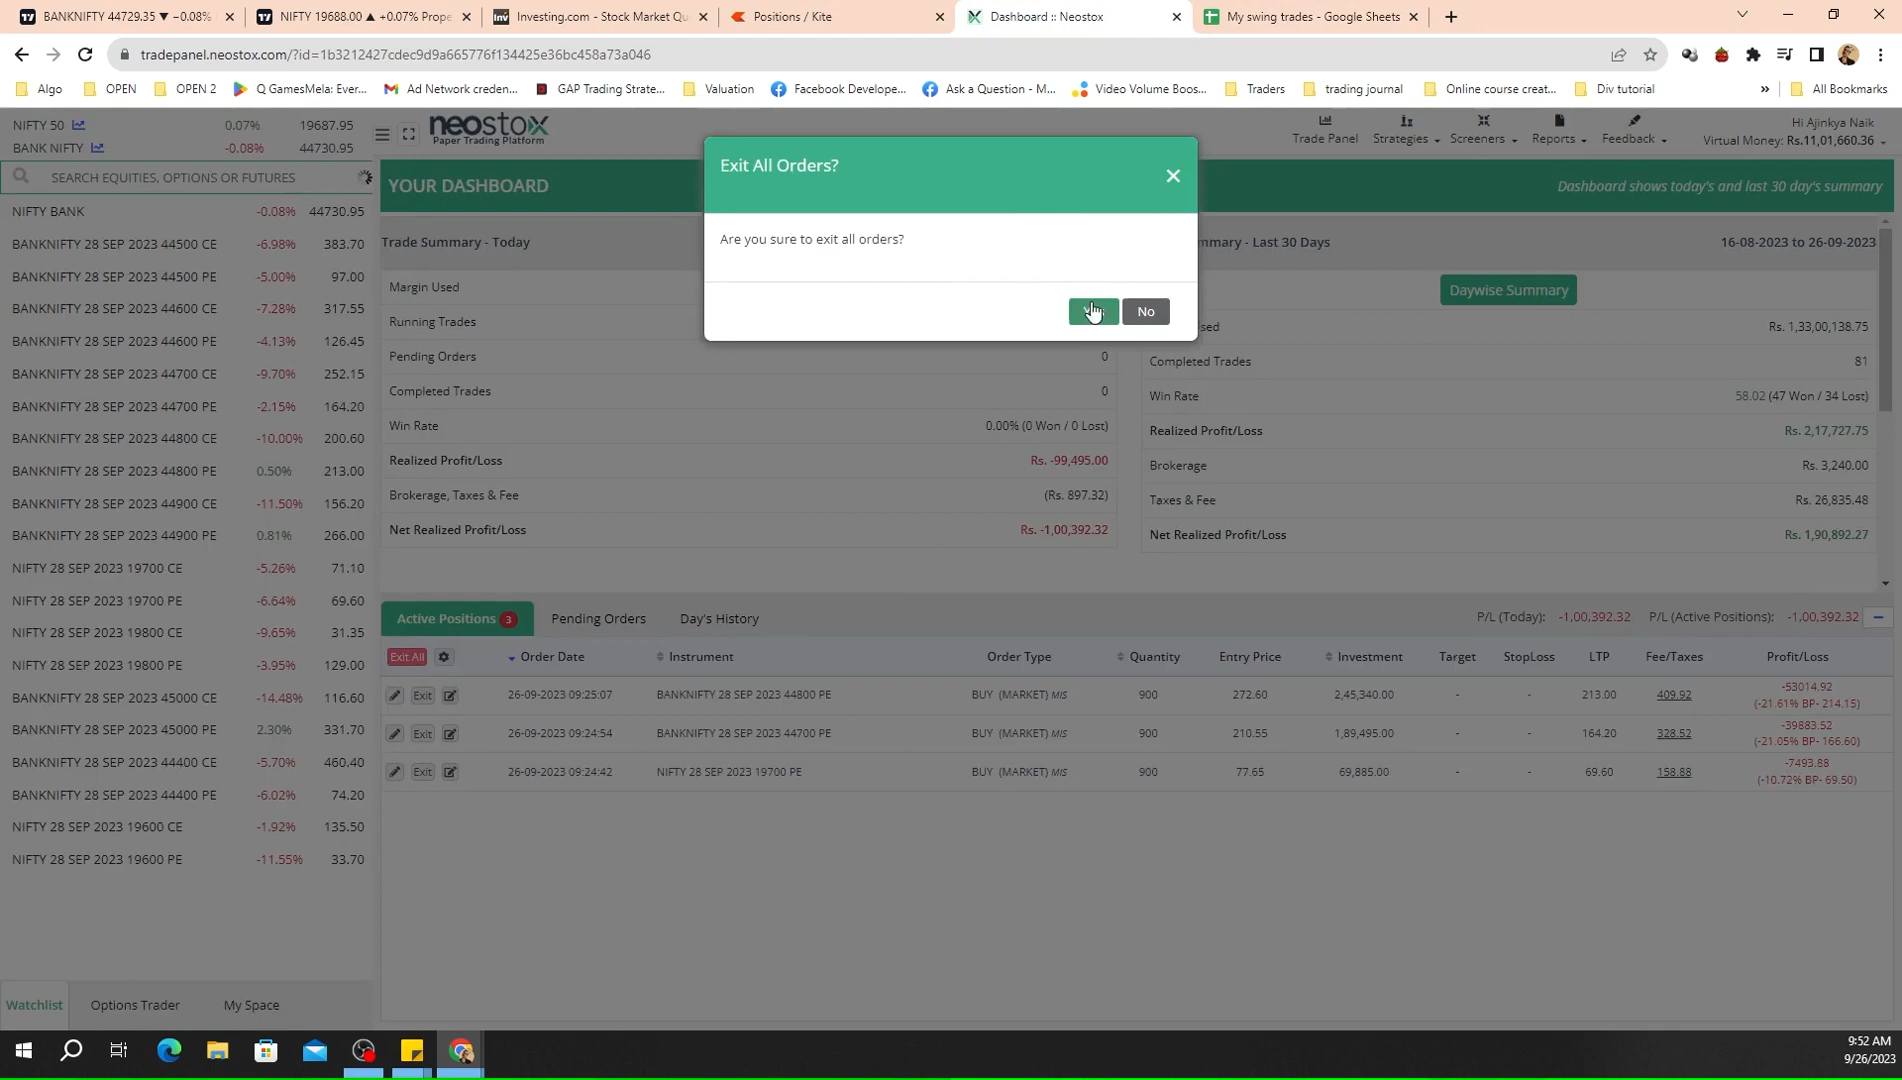 BANKNIFTY 44729.35 ▼ −0.08%
NIFTY 19688.00 ▲ +0.07% Prope
Investing.com - Stock Market Qu
Positions / Kite
Dashboard :: Neostox
My swing trades - Google Sheets
tradepanel.neostox.com/?id=1b3212427cdec9d9a665776f134425e36bc458a73a046
Algo
OPEN
OPEN 2
Q GamesMela: Ever...
Ad Network creden...
GAP Trading Strate...
Valuation
Facebook Develope...
Ask a Question - M...
Video Volume Boos...
Traders
trading journal
Online course creat...
Div tutorial
»
All Bookmarks
NIFTY 50 0.07% 19687.95
BANK NIFTY -0.08% 44730.95
neostox
Paper Trading Platform
Trade Panel
Strategies
Screeners
Reports
Feedback
Hi Ajinkya Naik
Virtual Money: Rs.11,01,660.36
SEARCH EQUITIES, OPTIONS OR FUTURES
NIFTY BANK -0.08% 44730.95
BANKNIFTY 28 SEP 2023 44500 CE -6.98% 383.70
BANKNIFTY 28 SEP 2023 44500 PE -5.00% 97.00
BANKNIFTY 28 SEP 2023 44600 CE -7.28% 317.55
BANKNIFTY 28 SEP 2023 44600 PE -4.13% 126.45
BANKNIFTY 28 SEP 2023 44700 CE -9.70% 252.15
BANKNIFTY 28 SEP 2023 44700 PE -2.15% 164.20
BANKNIFTY 28 SEP 2023 44800 CE -10.00% 200.60
BANKNIFTY 28 SEP 2023 44800 PE 0.50% 213.00
BANKNIFTY 28 SEP 2023 44900 CE -11.50% 156.20
BANKNIFTY 28 SEP 2023 44900 PE 0.81% 266.00
NIFTY 28 SEP 2023 19700 CE -5.26% 71.10
NIFTY 28 SEP 2023 19700 PE -6.64% 69.60
NIFTY 28 SEP 2023 19800 CE -9.65% 31.35
NIFTY 28 SEP 2023 19800 PE -3.95% 129.00
BANKNIFTY 28 SEP 2023 45000 CE -14.48% 116.60
BANKNIFTY 28 SEP 2023 45000 PE 2.30% 331.70
BANKNIFTY 28 SEP 2023 44400 CE -5.70% 460.40
BANKNIFTY 28 SEP 2023 44400 PE -6.02% 74.20
NIFTY 28 SEP 2023 19600 CE -1.92% 135.50
NIFTY 28 SEP 2023 19600 PE -11.55% 33.70
Watchlist Options Trader My Space
YOUR DASHBOARD
Dashboard shows today's and last 30 day's summary
Exit All Orders?
Are you sure to exit all orders?
No
Trade Summary - Today
Margin Used
Running Trades
Pending Orders 0
Completed Trades 0
Win Rate 0.00% (0 Won / 0 Lost)
Realized Profit/Loss Rs. -99,495.00
Brokerage, Taxes & Fee (Rs. 897.32)
Net Realized Profit/Loss Rs. -1,00,392.32
mmary - Last 30 Days 16-08-2023 to 26-09-2023
Daywise Summary
sed Rs. 1,33,00,138.75
Completed Trades 81
Win Rate 58.02 (47 Won / 34 Lost)
Realized Profit/Loss Rs. 2,17,727.75
Brokerage Rs. 3,240.00
Taxes & Fee Rs. 26,835.48
Net Realized Profit/Loss Rs. 1,90,892.27
Active Positions 3 Pending Orders Day's History
P/L (Today): -1,00,392.32 P/L (Active Positions): -1,00,392.32
Exit All Order Date Instrument Order Type Quantity Entry Price Investment Target StopLoss LTP Fee/Taxes Profit/Loss
Exit 26-09-2023 09:25:07 BANKNIFTY 28 SEP 2023 44800 PE BUY (MARKET) MIS 900 272.60 2,45,340.00 - - 213.00 409.92 -53014.92
(-21.61% BP- 214.15)
Exit 26-09-2023 09:24:54 BANKNIFTY 28 SEP 2023 44700 PE BUY (MARKET) MIS 900 210.55 1,89,495.00 - - 164.20 328.52 -39883.52
(-21.05% BP- 166.60)
Exit 26-09-2023 09:24:42 NIFTY 28 SEP 2023 19700 PE BUY (MARKET) MIS 900 77.65 69,885.00 - - 69.60 158.88 -7493.88
(-10.72% BP- 69.50)
9:52 AM
9/26/2023